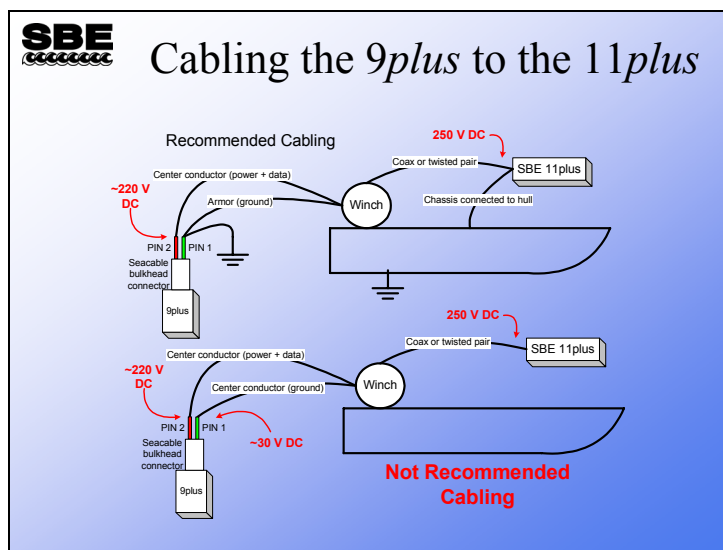 SBE
Cabling the 9plus to the 11plus
Recommended Cabling
250 V DC
Coax or twisted pair
SBE 11plus
Center conductor (power + data)
~220 V
DC
Armor (ground)
Winch
Chassis connected to hull
PIN 2
PIN 1
Seacable
bulkhead
connector
9plus
250 V DC
Coax or twisted pair
SBE 11plus
Center conductor (power + data)
~220 V
DC
Center conductor (ground)
Winch
PIN 2
PIN 1
~30 V DC
Seacable
bulkhead
connector
9plus
Not Recommended
Cabling